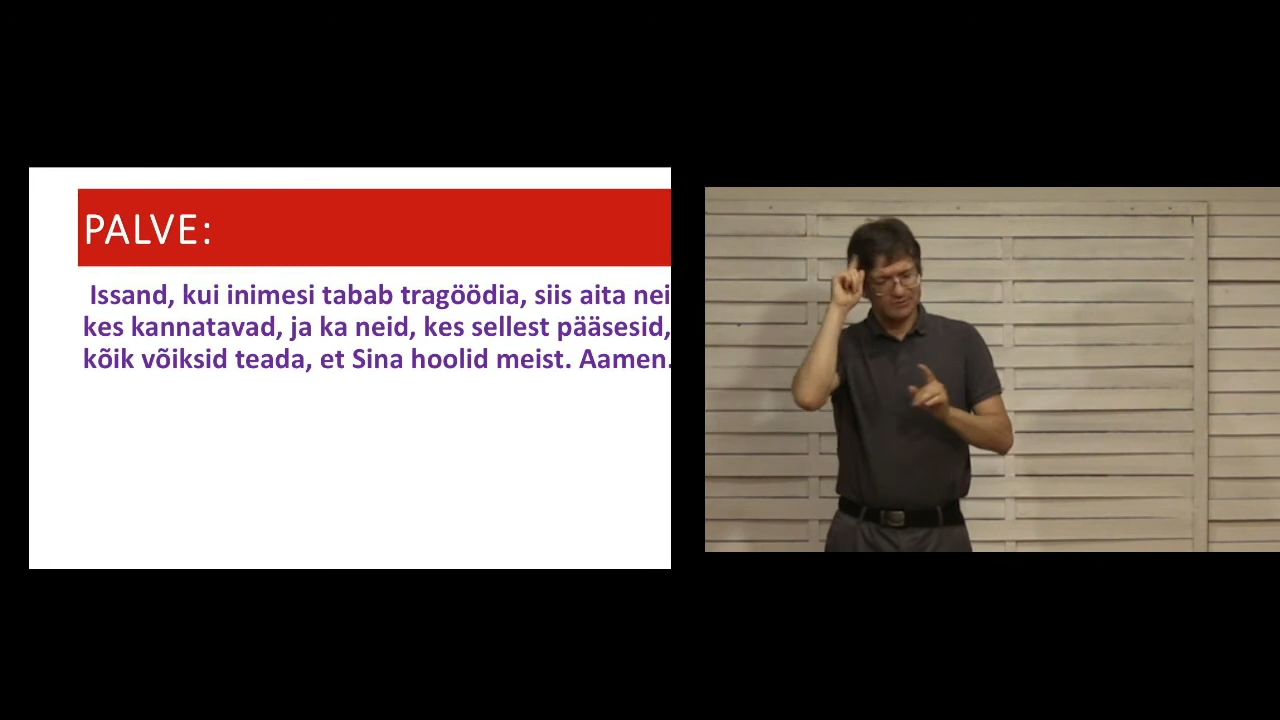 PALVE:
Issand, kui inimesi tabab tragöödia, siis aita nei
kes kannatavad, ja ka neid, kes sellest pääsesid,
kõik võiksid teada, et Sina hoolid meist. Aamen.